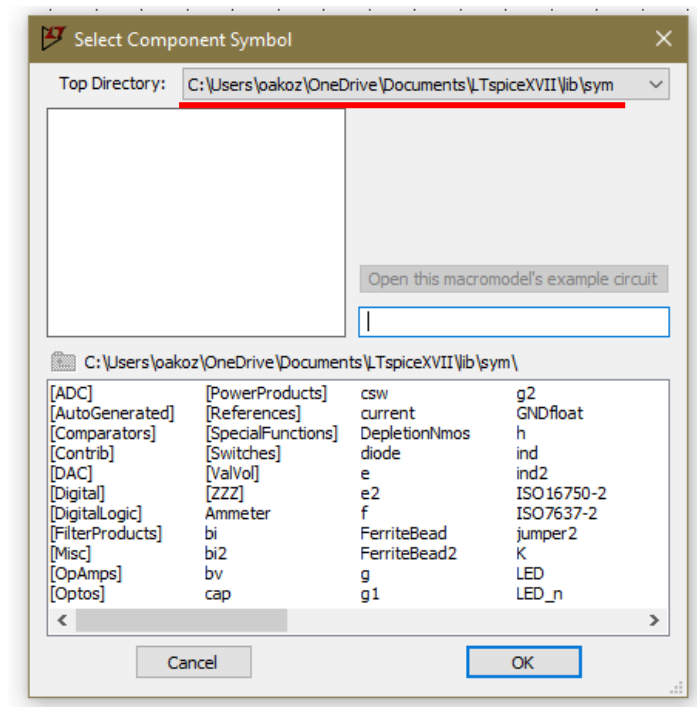 Select Component Symbol
Top Directory: C:\Users\oakoz\OneDrive\Documents\LTspiceXVII\lib\sym
Open this macromodel's example circuit
C:\Users\oakoz\OneDrive\Documents\LTspiceXVII\lib\sym\
[ADC] [PowerProducts] csw g2
[AutoGenerated] [References] current GNDfloat
[Comparators] [SpecialFunctions] DepletionNmos h
[Contrib] [Switches] diode ind
[DAC] [ValVol] e ind2
[Digital] [ZZZ] e2 ISO16750-2
[DigitalLogic] Ammeter f ISO7637-2
[FilterProducts] bi FerriteBead jumper2
[Misc] bi2 FerriteBead2 K
[OpAmps] bv g LED
[Optos] cap g1 LED_n
Cancel OK